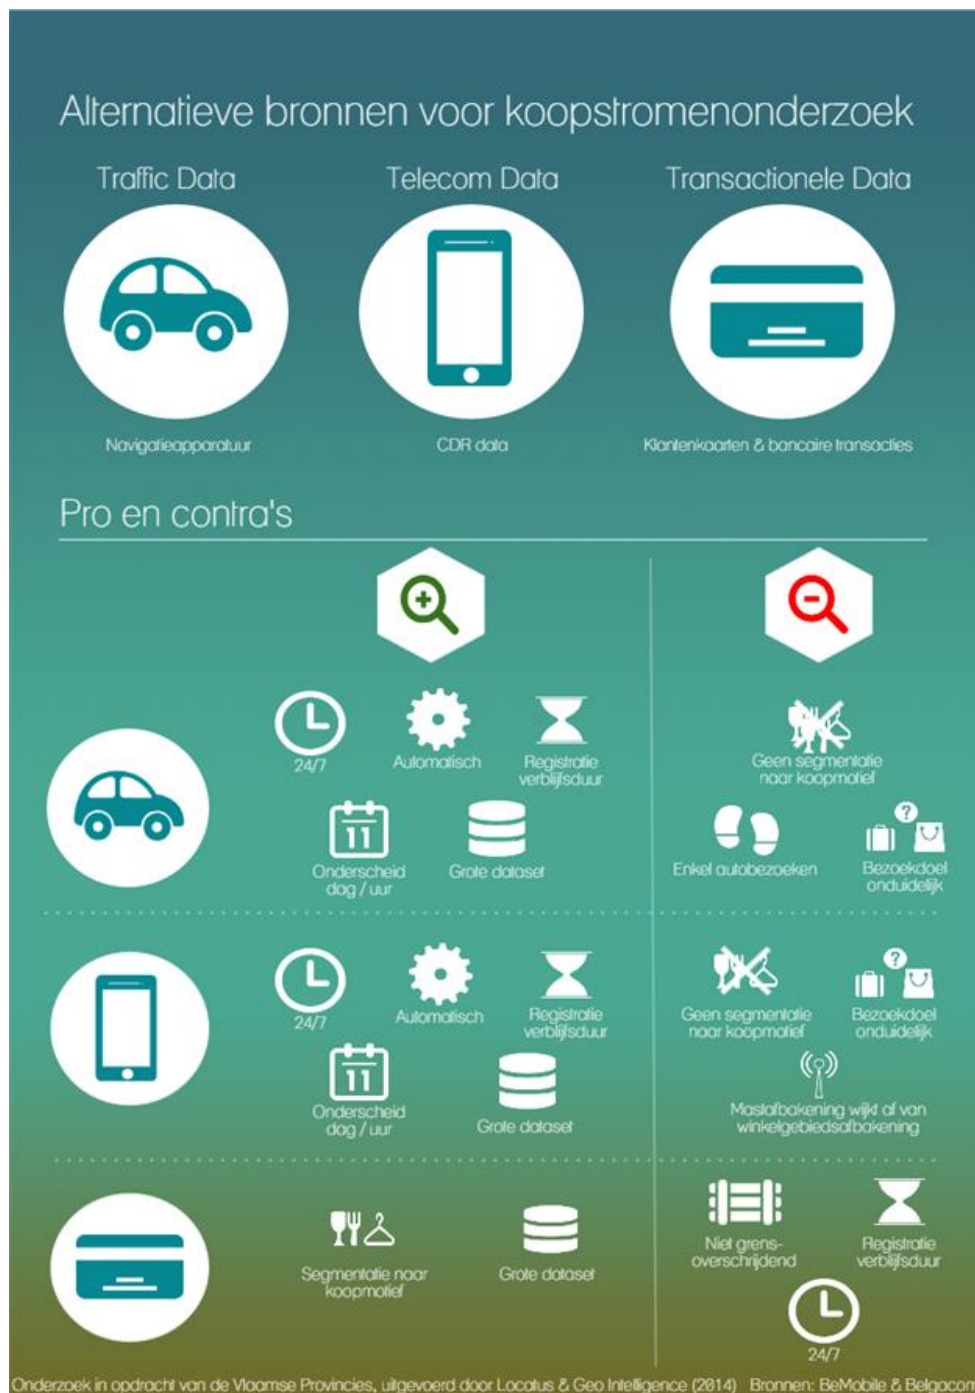 Alternatieve bronnen voor koopstromenonderzoek
Traffic Data
Telecom Data
Transactionele Data
Navigatieapparatuur
CDR data
Klantenkaarten & bancaire transacties
Pro en contra's
24/7
Automatisch
Registratie
verblijfsduur
Geen segmentatie
naar koopmotief
11
Onderscheid
dag / uur
Grote dataset
Enkel autobezoeken
?
Bezoekdoel
onduidelijk
24/7
Automatisch
Registratie
verblijfsduur
Geen segmentatie
naar koopmotief
?
Bezoekdoel
onduidelijk
11
Onderscheid
dag / uur
Grote dataset
Mastafbakening wijkt af van
winkelgebiedsafbakening
Segmentatie naar
koopmotief
Grote dataset
Niet grens-
overschrijdend
Registratie
verblijfsduur
24/7
Onderzoek in opdracht van de Vlaamse Provincies, uitgevoerd door Locatus & Geo Intelligence (2014) Bronnen: BeMobile & Belgacom